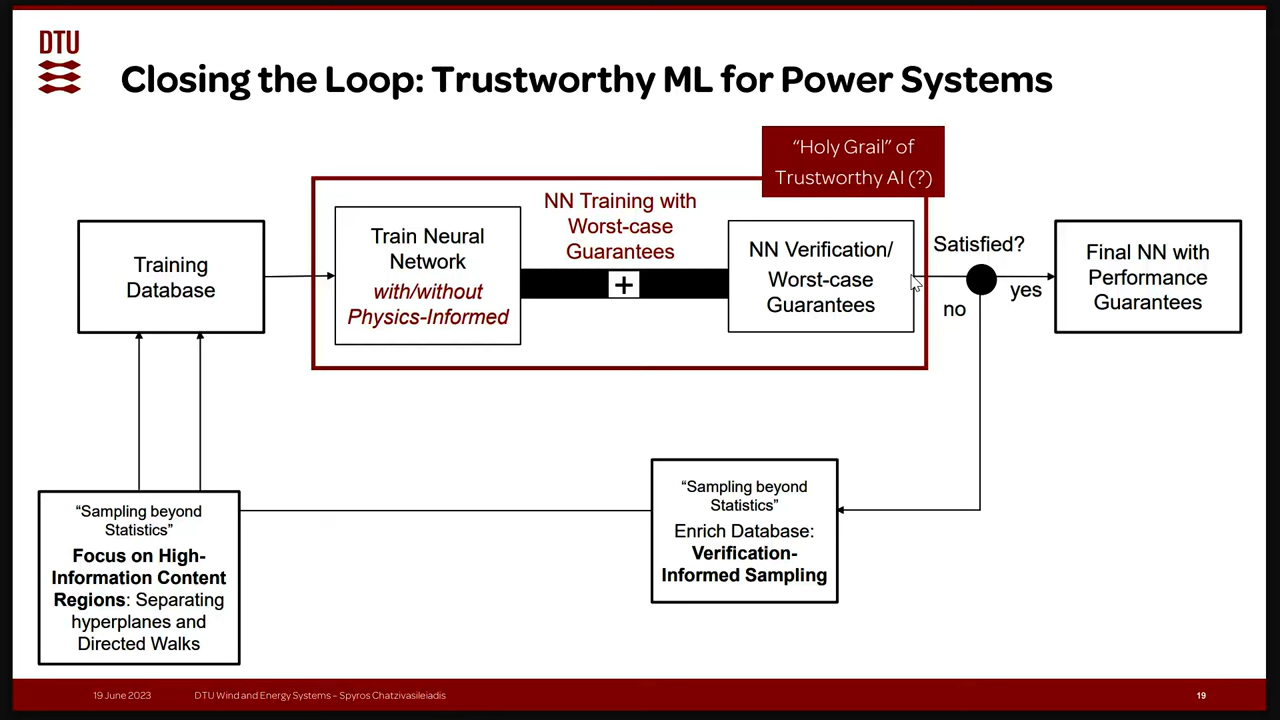 DTU
Closing the Loop: Trustworthy ML for Power Systems
“Holy Grail” of
Trustworthy AI (?)
NN Training with
Worst-case
Guarantees
Training
Database
Train Neural
Network
with/without
Physics-Informed
+
NN Verification/
Worst-case
Guarantees
Satisfied?
yes
no
Final NN with
Performance
Guarantees
“Sampling beyond
Statistics”
Enrich Database:
Verification-
Informed Sampling
“Sampling beyond
Statistics”
Focus on High-
Information Content
Regions: Separating
hyperplanes and
Directed Walks
19 June 2023
DTU Wind and Energy Systems – Spyros Chatzivasileiadis
19